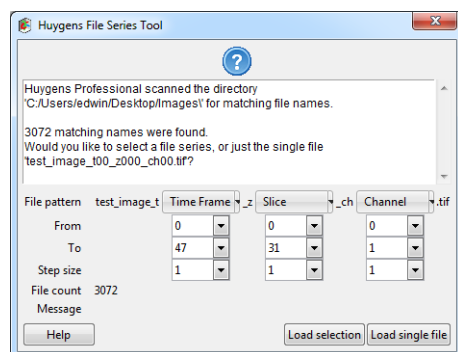 Huygens File Series Tool
Huygens Professional scanned the directory
'C:/Users/edwin/Desktop/Images\' for matching file names.
3072 matching names were found.
Would you like to select a file series, or just the single file
'test_image_t00_z000_ch00.tif'?
File pattern test_image_t Time Frame _z Slice _ch Channel .tif
From 0 0 0
To 47 31 1
Step size 1 1 1
File count 3072
Message
Help Load selection Load single file